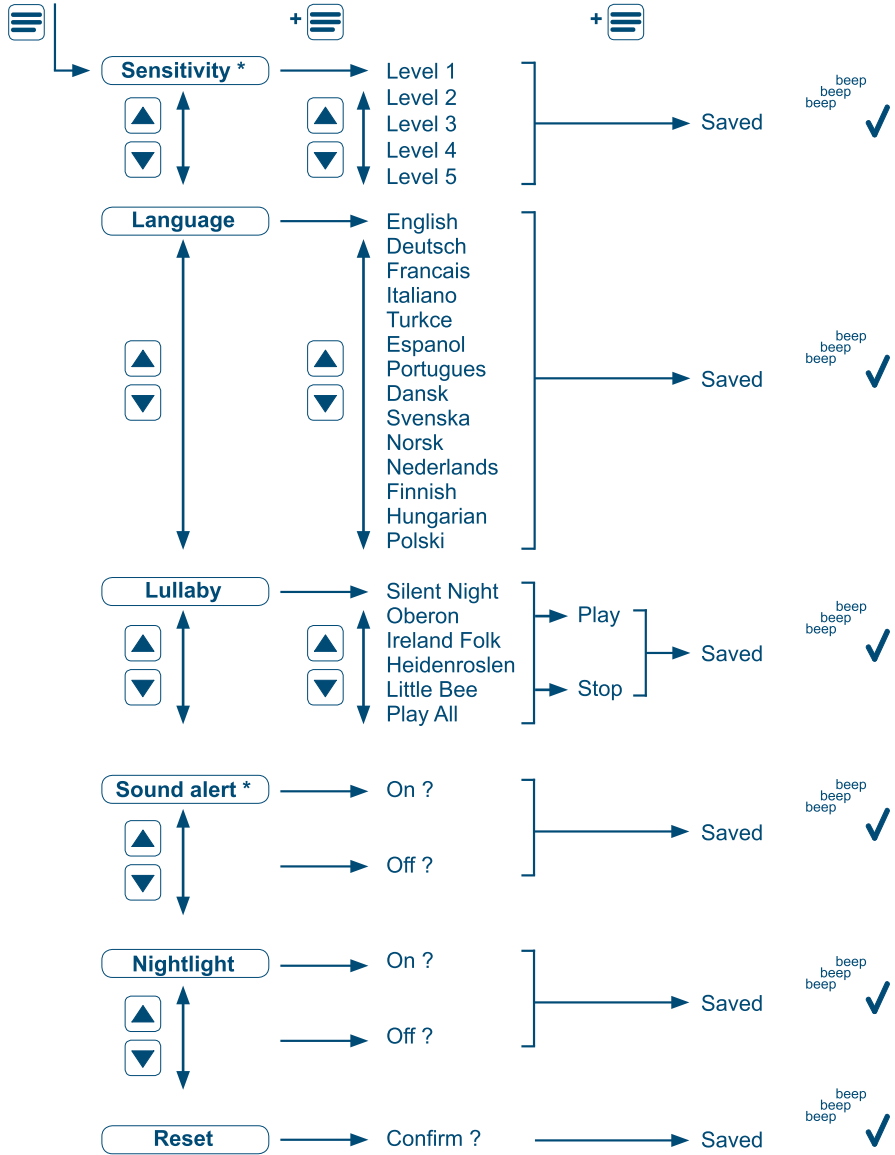 + +
Sensitivity *
Level 1
Level 2
Level 3
Level 4
Level 5
Saved
beep
beep
beep
Language
English
Deutsch
Francais
Italiano
Turkce
Espanol
Portugues
Dansk
Svenska
Norsk
Nederlands
Finnish
Hungarian
Polski
Saved
beep
beep
beep
Lullaby
Silent Night
Oberon
Ireland Folk
Heidenroslen
Little Bee
Play All
Play
Stop
Saved
beep
beep
beep
Sound alert *
On ?
Off ?
Saved
beep
beep
beep
Nightlight
On ?
Off ?
Saved
beep
beep
beep
Reset
Confirm ?
Saved
beep
beep
beep